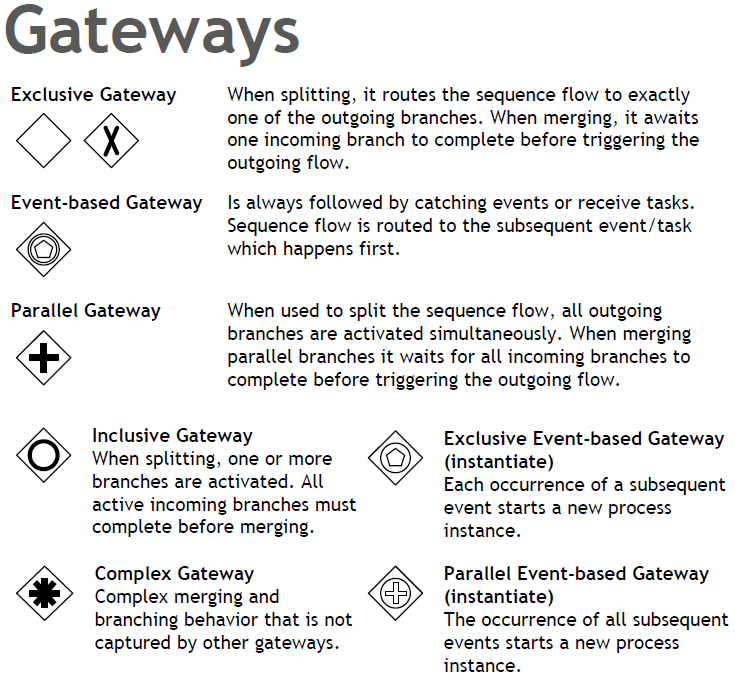 Gateways
Exclusive Gateway
When splitting, it routes the sequence flow to exactly
one of the outgoing branches. When merging, it awaits
one incoming branch to complete before triggering the
outgoing flow.
X
Event-based Gateway
Is always followed by catching events or receive tasks.
Sequence flow is routed to the subsequent event/task
which happens first.
Parallel Gateway
When used to split the sequence flow, all outgoing
branches are activated simultaneously. When merging
parallel branches it waits for all incoming branches to
complete before triggering the outgoing flow.
Inclusive Gateway
When splitting, one or more
branches are activated. All
active incoming branches must
complete before merging.
Exclusive Event-based Gateway
(instantiate)
Each occurrence of a subsequent
event starts a new process
instance.
Complex Gateway
Complex merging and
branching behavior that is not
captured by other gateways.
Parallel Event-based Gateway
(instantiate)
The occurrence of all subsequent
events starts a new process
instance.